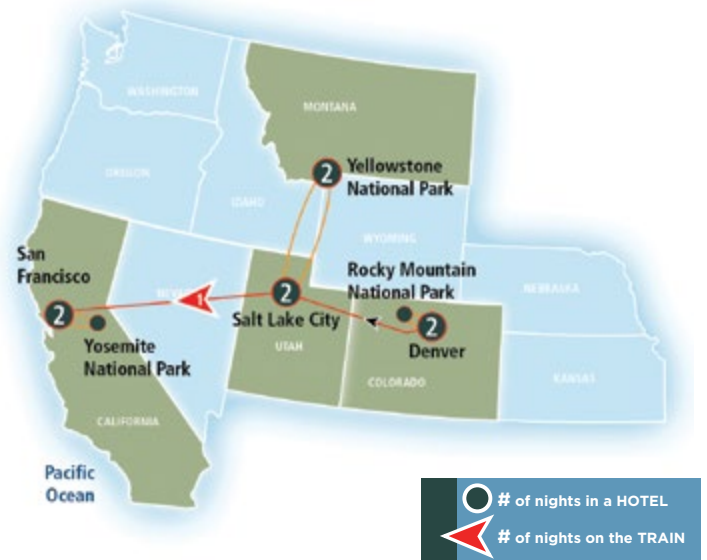 WASHINGTON
MONTANA
OREGON
IDAHO
2
Yellowstone
National Park
WYOMING
San
Francisco
2
NEVADA
1
2
Salt Lake City
UTAH
Rocky Mountain
National Park
2
Denver
COLORADO
NEBRASKA
KANSAS
Yosemite
National Park
CALIFORNIA
Pacific
Ocean
# of nights in a HOTEL
# of nights on the TRAIN